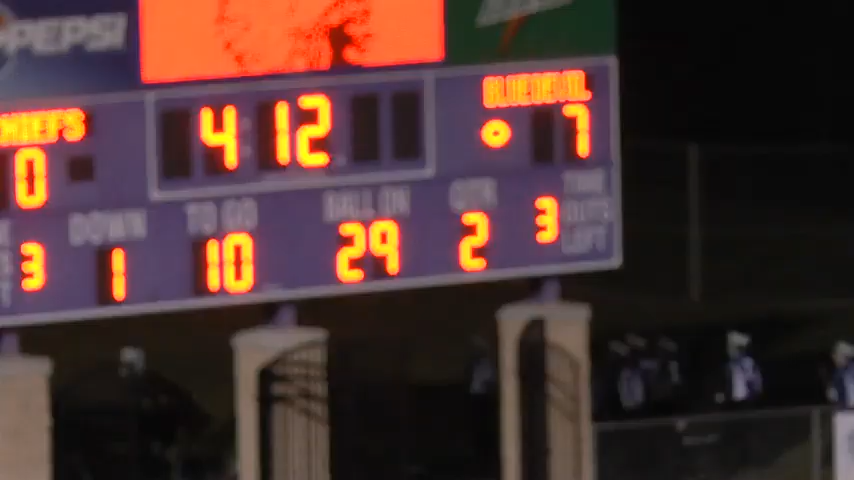 PEPSI
CHIEFS 4:12 BLUEDEVIL
0 7
DOWN TO GO BALL ON QTR TIME OUTS LEFT
3 1 10 29 2 3